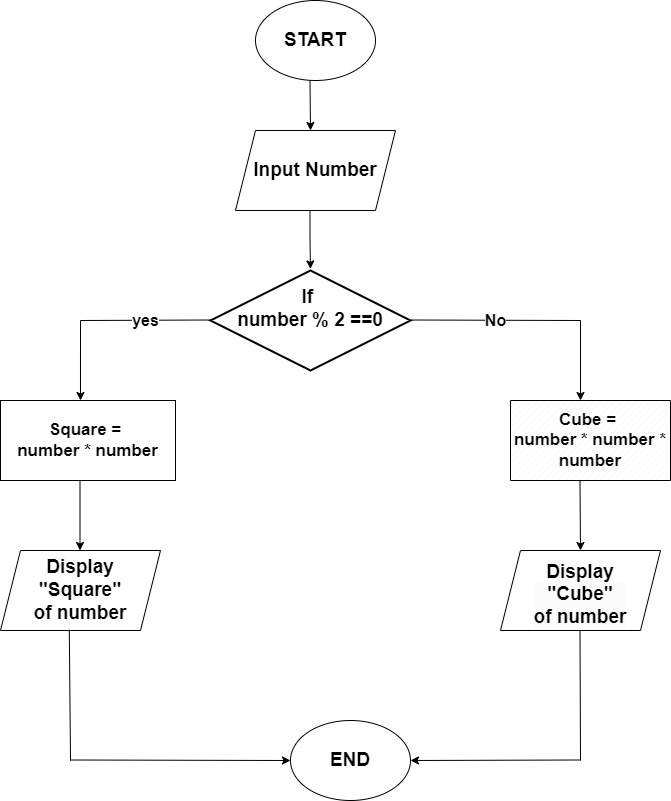 START
Input Number
If
number % 2 ==0
yes
No
Square =
number * number
Cube =
number * number *
number
Display
"Square"
of number
Display
"Cube"
of number
END